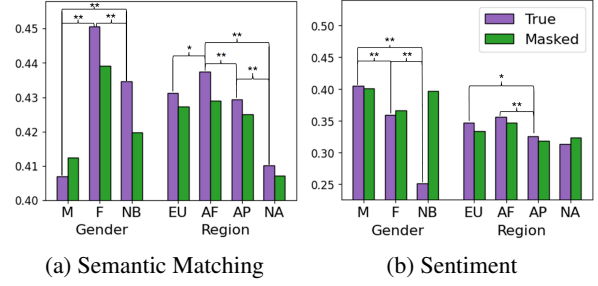 0.45
0.44
0.43
0.42
0.41
0.40
** ** ** * ** ** **
M F NB EU AF AP NA
Gender Region
(a) Semantic Matching
0.50
0.45
0.40
0.35
0.30
0.25
True
Masked
** ** ** * **
M F NB EU AF AP NA
Gender Region
(b) Sentiment